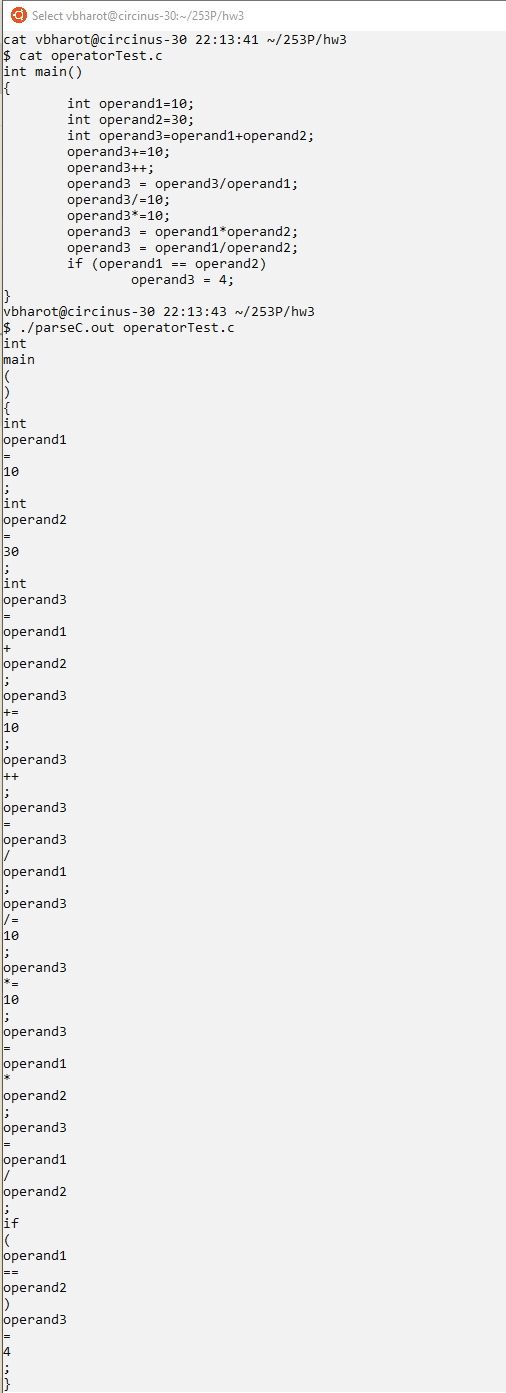 Select vbharot@circinus-30:~/253P/hw3
cat vbharot@circinus-30 22:13:41 ~/253P/hw3
$ cat operatorTest.c
int main()
{
        int operand1=10;
        int operand2=30;
        int operand3=operand1+operand2;
        operand3+=10;
        operand3++;
        operand3 = operand3/operand1;
        operand3/=10;
        operand3*=10;
        operand3 = operand1*operand2;
        operand3 = operand1/operand2;
        if (operand1 == operand2)
                operand3 = 4;
}
vbharot@circinus-30 22:13:43 ~/253P/hw3
$ ./parseC.out operatorTest.c
int
main
(
)
{
int
operand1
=
10
;
int
operand2
=
30
;
int
operand3
=
operand1
+
operand2
;
operand3
+=
10
;
operand3
++
;
operand3
=
operand3
/
operand1
;
operand3
/=
10
;
operand3
*=
10
;
operand3
=
operand1
*
operand2
;
operand3
=
operand1
/
operand2
;
if
(
operand1
==
operand2
)
operand3
=
4
;
}